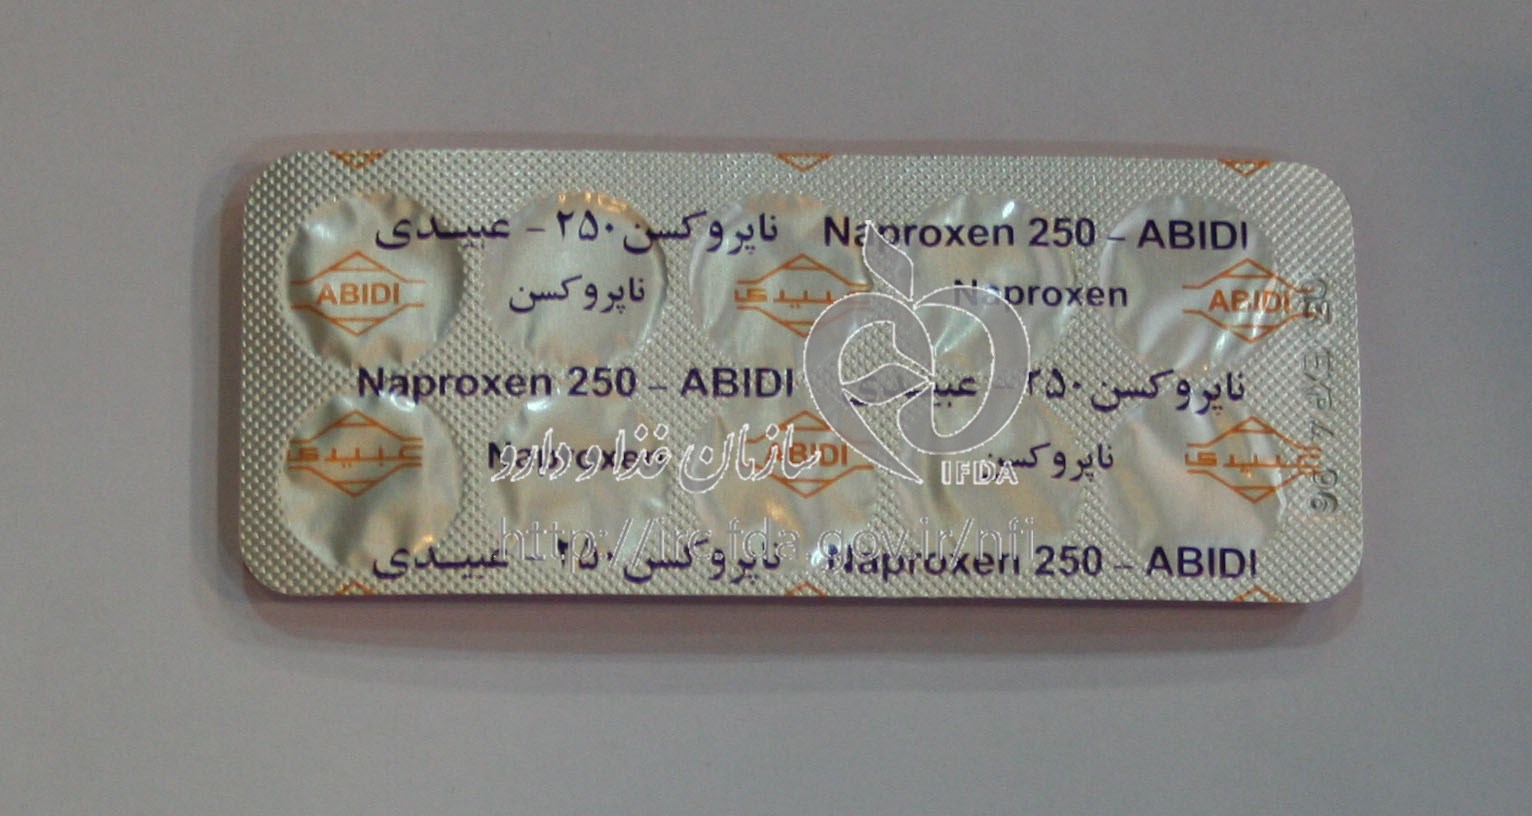 ناپروکسن ۲۵۰ - عبیدی Naproxen 250 - ABIDI
ABIDI ناپروکسن عبیدی Naproxen ABIDI
Naproxen 250 - ABIDI ناپروکسن ۲۵۰ - عبیدی
عبیدی Naproxen ABIDI ناپروکسن عبیدی
ناپروکسن ۲۵۰ - عبیدی Naproxen 250 - ABIDI
سازمان غذا و دارو
IFDA
http://irc.fda.gov.ir/nfi